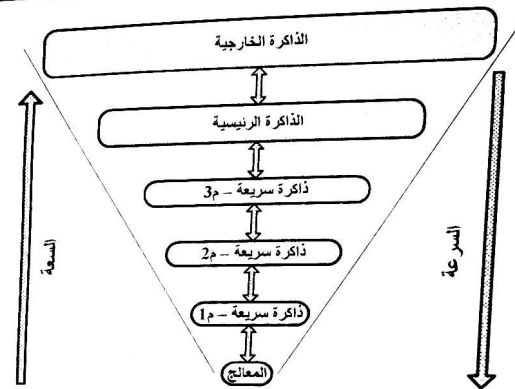 الذاكرة الخارجية
الذاكرة الرئيسية
ذاكرة سريعة – م3
ذاكرة سريعة – م2
ذاكرة سريعة – م1
المعالج
السعة
السرعة